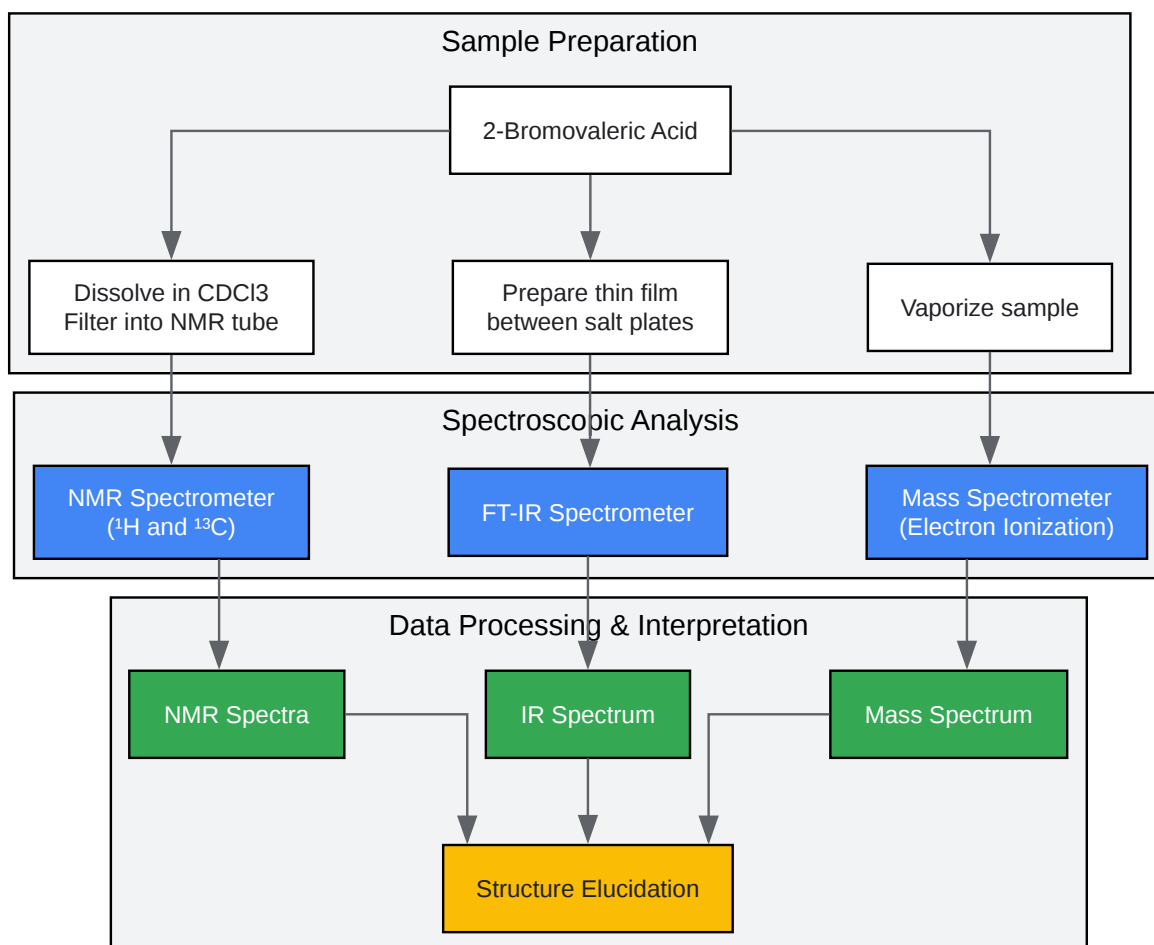 Sample Preparation
2-Bromovaleric Acid
Dissolve in CDCl3
Filter into NMR tube
Prepare thin film
between salt plates
Vaporize sample
Spectroscopic Analysis
NMR Spectrometer
(¹H and ¹³C)
FT-IR Spectrometer
Mass Spectrometer
(Electron Ionization)
Data Processing & Interpretation
NMR Spectra
IR Spectrum
Mass Spectrum
Structure Elucidation